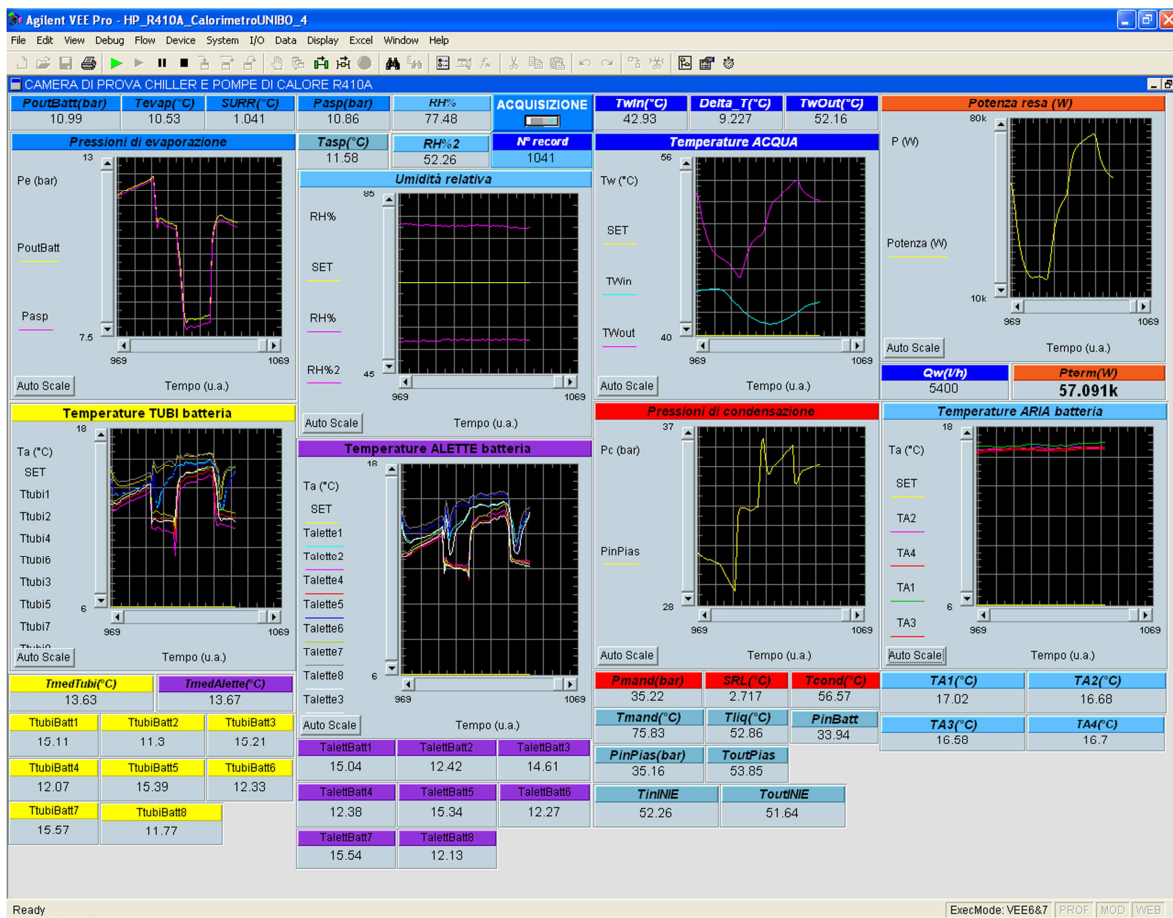 Agilent VEE Pro - HP_R410A_CalorimetroUNIBO_4
File Edit View Debug Flow Device System I/O Data Display Excel Window Help
CAMERA DI PROVA CHILLER E POMPE DI CALORE R410A
PoutBatt(bar) Tevap(°C) SURR(°C) Pasp(bar) RH% ACQUISIZIONE TwIn(°C) Delta_T(°C) TwOut(°C) Potenza resa (W)
10.99 10.53 1.041 10.86 77.48 42.93 9.227 52.16
Pressioni di evaporazione
13
Pe (bar)
PoutBatt
Pasp
7.5
969 1069
Auto Scale Tempo (u.a.)
Tasp(°C) RH%2 N° record
11.58 52.26 1041
Umidità relativa
85
RH%
SET
RH%
RH%2
45
969 1069
Auto Scale Tempo (u.a.)
Temperature ACQUA
56
Tw (°C)
SET
TWin
TWout
40
969 1069
Auto Scale Tempo (u.a.)
80k
P (W)
Potenza (W)
10k
969 1069
Auto Scale Tempo (u.a.)
Qw(l/h) Pterm(W)
5400 57.091k
Temperature TUBI batteria
18
Ta (°C)
SET
Ttubi1
Ttubi2
Ttubi4
Ttubi6
Ttubi3
Ttubi5
Ttubi7
6
969 1069
Auto Scale Tempo (u.a.)
Temperature ALETTE batteria
18
Ta (°C)
SET
Talette1
Talette2
Talette4
Talette5
Talette6
Talette7
Talette8
Talette3
6
969 1069
Auto Scale Tempo (u.a.)
Pressioni di condensazione
37
Pc (bar)
PinPias
28
969 1069
Auto Scale Tempo (u.a.)
Temperature ARIA batteria
18
Ta (°C)
SET
TA2
TA4
TA1
TA3
6
969 1069
Auto Scale Tempo (u.a.)
TmedTubi(°C) TmedAlette(°C)
13.63 13.67
TtubiBatt1 TtubiBatt2 TtubiBatt3
15.11 11.3 15.21
TtubiBatt4 TtubiBatt5 TtubiBatt6
12.07 15.39 12.33
TtubiBatt7 TtubiBatt8
15.57 11.77
TalettBatt1 TalettBatt2 TalettBatt3
15.04 12.42 14.61
TalettBatt4 TalettBatt5 TalettBatt6
12.38 15.34 12.27
TalettBatt7 TalettBatt8
15.54 12.13
Pmand(bar) SRL(°C) Tcond(°C)
35.22 2.717 56.57
Tmand(°C) Tliq(°C) PinBatt
75.83 52.86 33.94
PinPias(bar) ToutPias
35.16 53.85
TinINIE ToutINIE
52.26 51.64
TA1(°C) TA2(°C)
17.02 16.68
TA3(°C) TA4(°C)
16.58 16.7
Ready ExecMode: VEE6&7 PROF MOD WEB